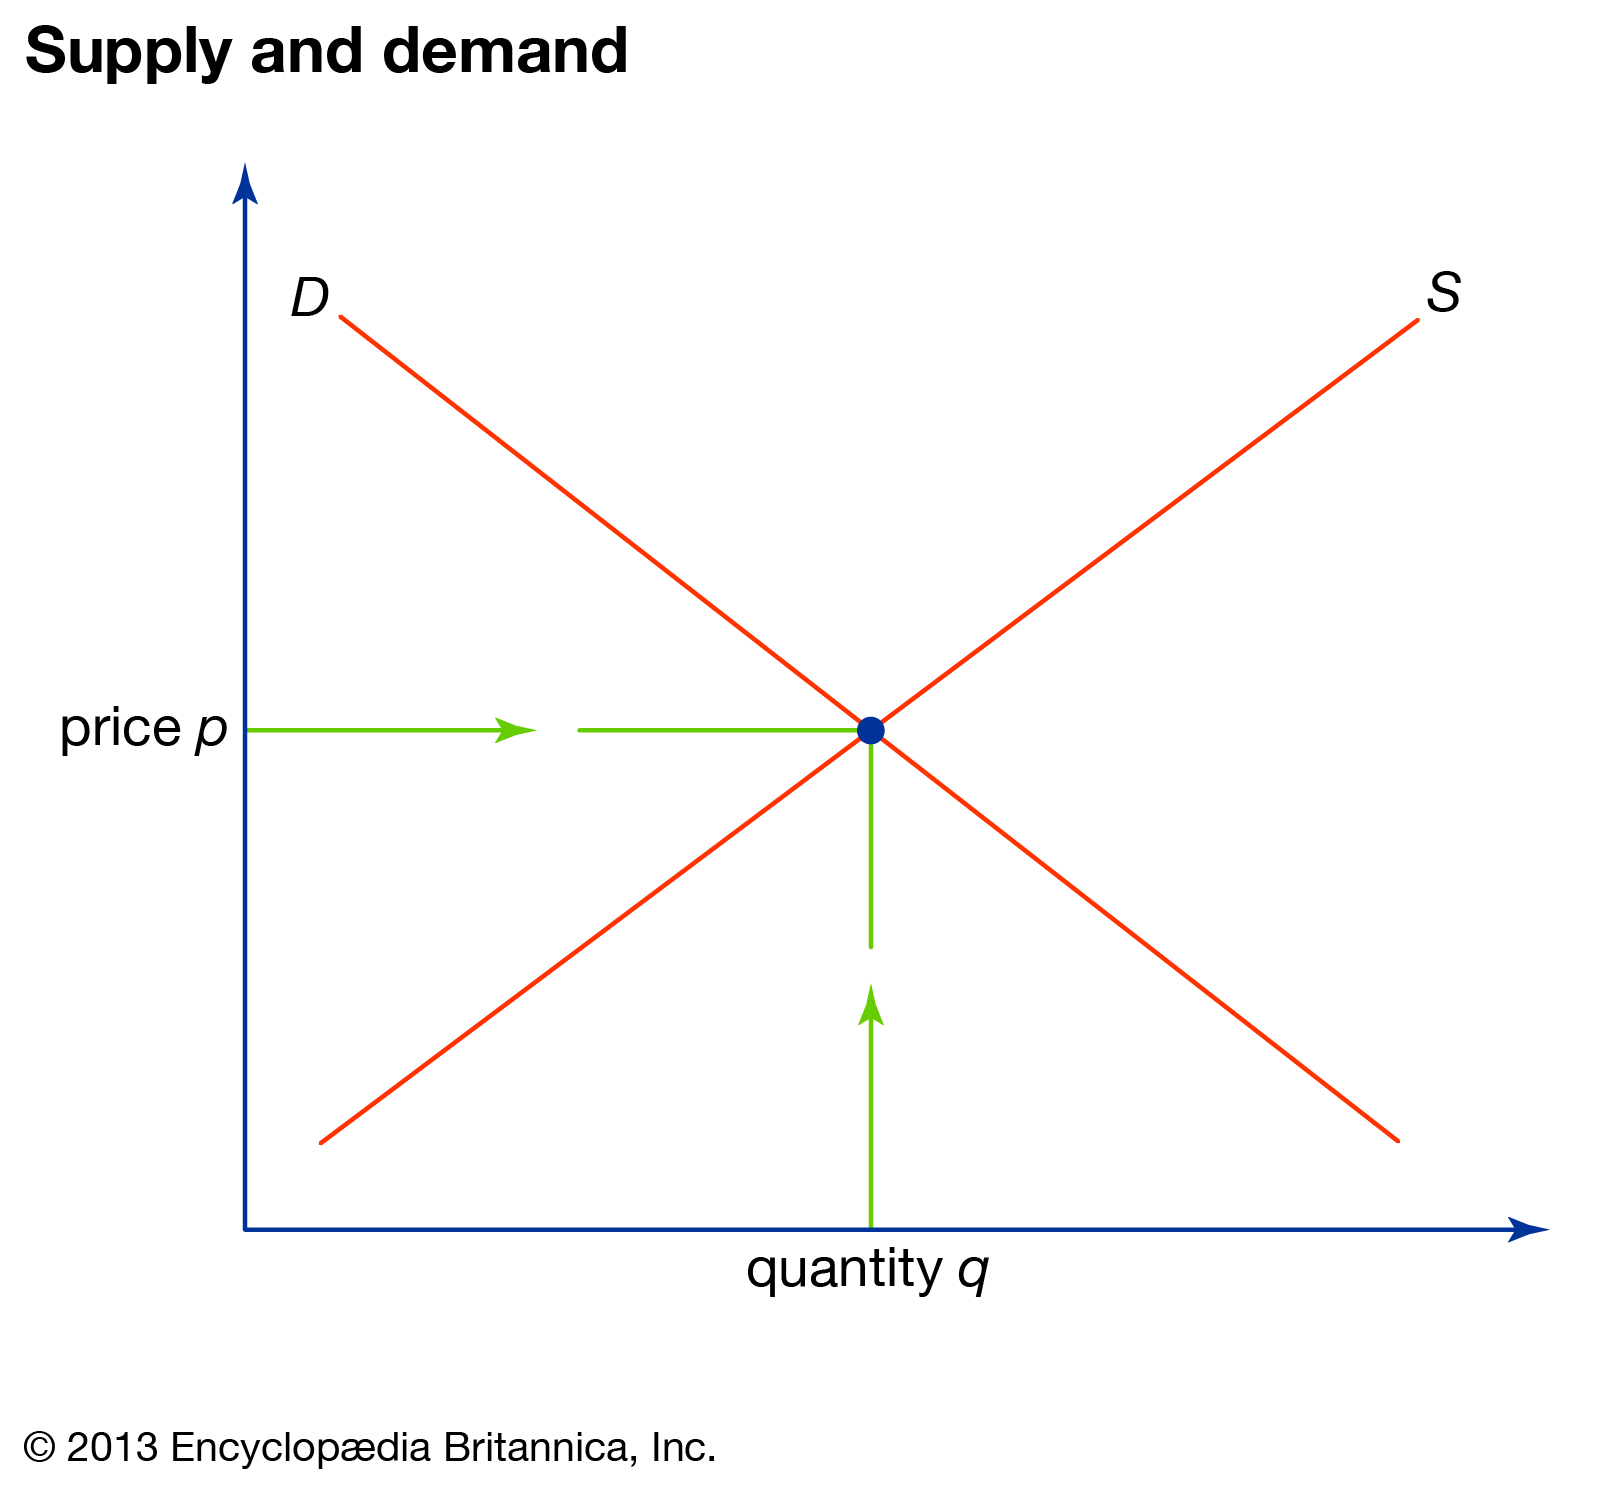 Supply and demand
D
S
price p
quantity q
© 2013 Encyclopædia Britannica, Inc.